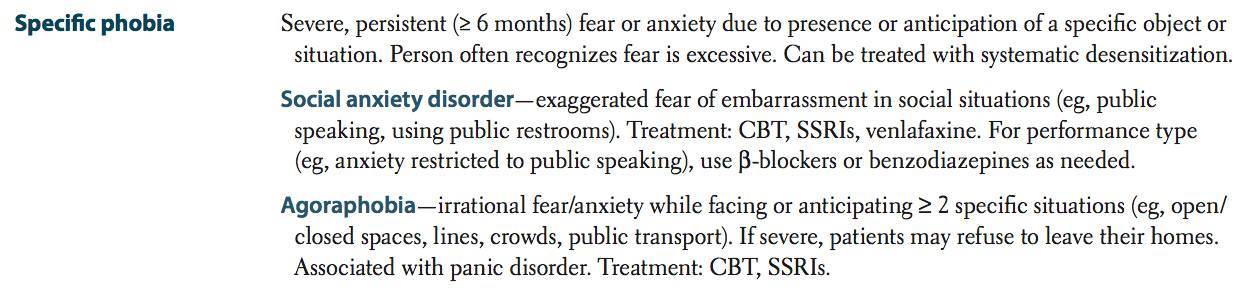 Specific phobia
Severe, persistent (≥ 6 months) fear or anxiety due to presence or anticipation of a specific object or
situation. Person often recognizes fear is excessive. Can be treated with systematic desensitization.
Social anxiety disorder—exaggerated fear of embarrassment in social situations (eg, public
speaking, using public restrooms). Treatment: CBT, SSRIs, venlafaxine. For performance type
(eg, anxiety restricted to public speaking), use β-blockers or benzodiazepines as needed.
Agoraphobia—irrational fear/anxiety while facing or anticipating ≥ 2 specific situations (eg, open/
closed spaces, lines, crowds, public transport). If severe, patients may refuse to leave their homes.
Associated with panic disorder. Treatment: CBT, SSRIs.